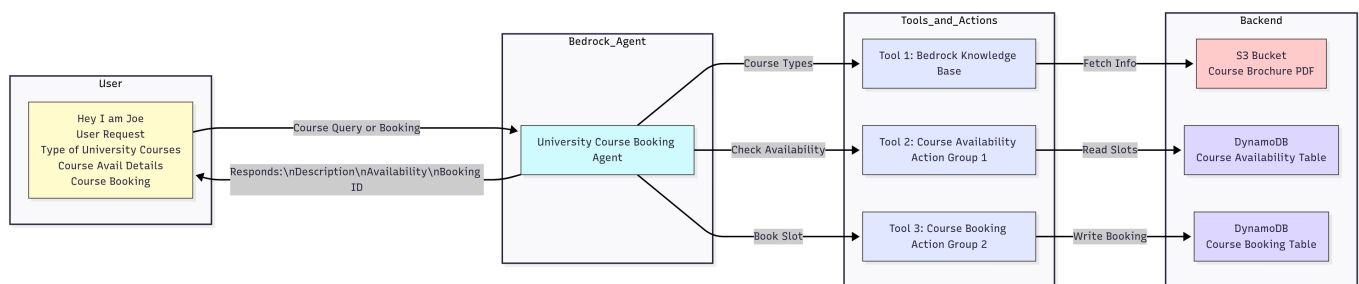 User
Hey I am Joe
User Request
Type of University Courses
Course Avail Details
Course Booking
Course Query or Booking
Responds:\nDescription\nAvailability\nBooking
ID
Bedrock_Agent
University Course Booking
Agent
Course Types
Check Availability
Book Slot
Tools_and_Actions
Tool 1: Bedrock Knowledge
Base
Tool 2: Course Availability
Action Group 1
Tool 3: Course Booking
Action Group 2
Fetch Info
Read Slots
Write Booking
Backend
S3 Bucket
Course Brochure PDF
DynamoDB
Course Availability Table
DynamoDB
Course Booking Table